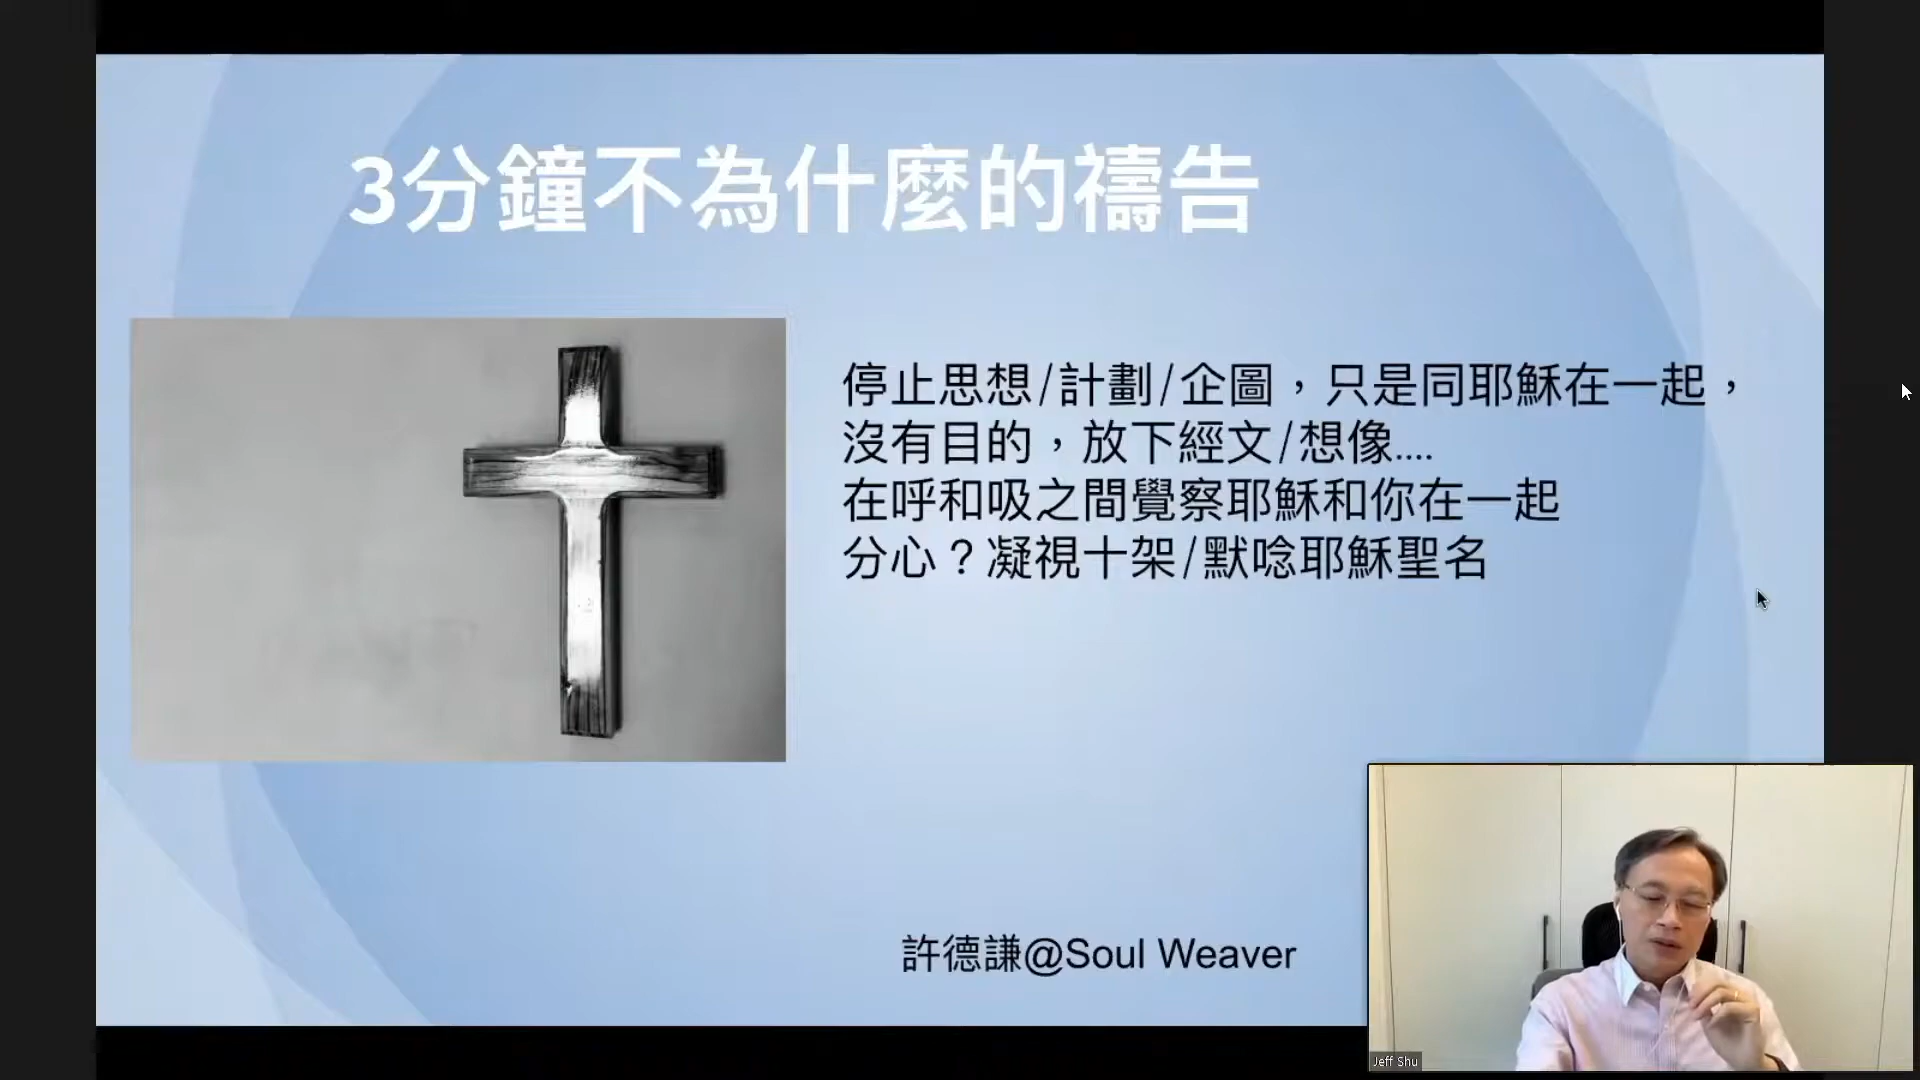 3分鐘不為什麼的禱告
停止思想/計劃/企圖，只是同耶穌在一起，
沒有目的，放下經文/想像....
在呼和吸之間覺察耶穌和你在一起
分心？凝視十架/默唸耶穌聖名
許德謙@Soul Weaver
Jeff Shu